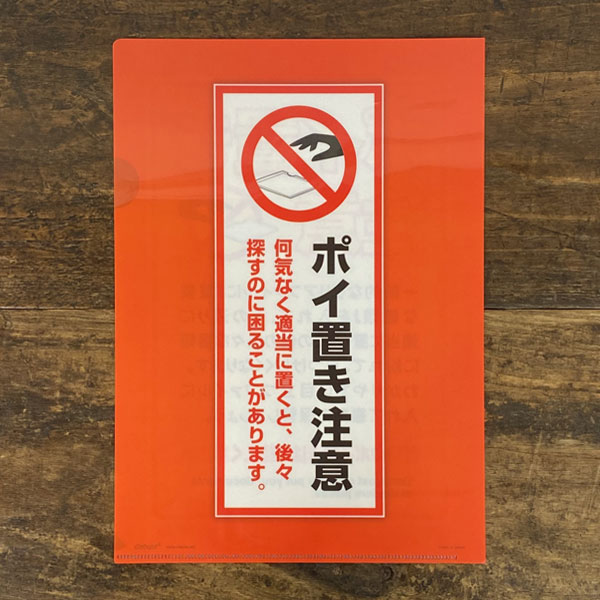 ポイ置き注意
何気なく適当に置くと、後々
探すのに困ることがあります。